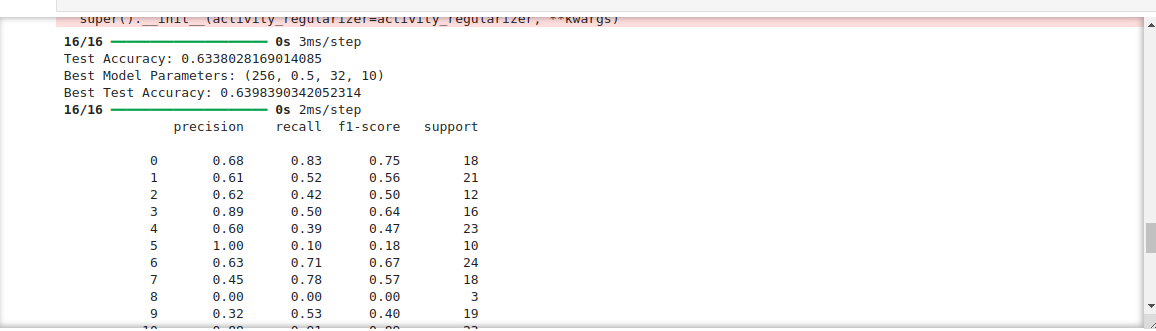 super().__init__(activity_regularizer=activity_regularizer, **kwargs)
16/16 0s 3ms/step
Test Accuracy: 0.6338028169014085
Best Model Parameters: (256, 0.5, 32, 10)
Best Test Accuracy: 0.6398390342052314
16/16 0s 2ms/step
precision recall f1-score support
0 0.68 0.83 0.75 18
1 0.61 0.52 0.56 21
2 0.62 0.42 0.50 12
3 0.89 0.50 0.64 16
4 0.60 0.39 0.47 23
5 1.00 0.10 0.18 10
6 0.63 0.71 0.67 24
7 0.45 0.78 0.57 18
8 0.00 0.00 0.00 3
9 0.32 0.53 0.40 19